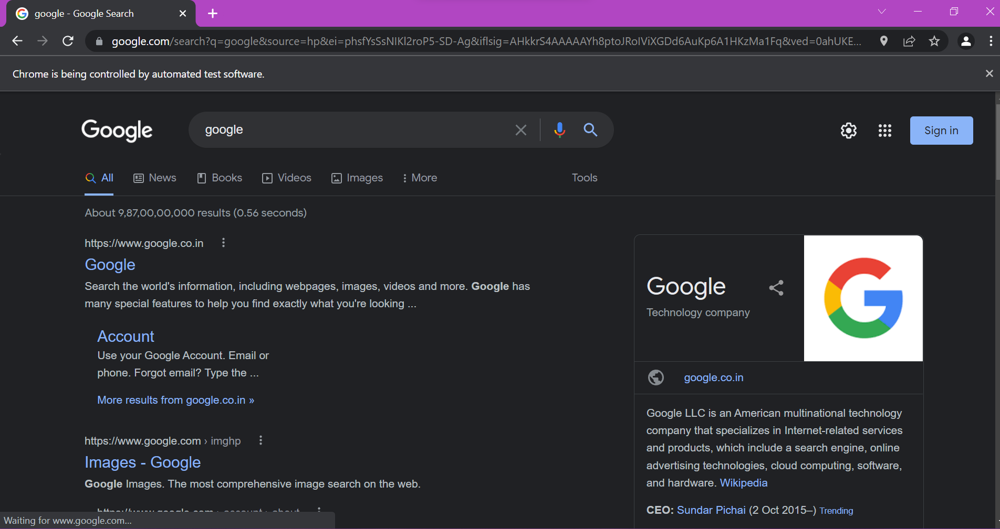 google - Google Search
google.com/search?q=google&source=hp&ei=phsfYsSsNIKl2roP5-SD-Ag&iflsig=AHkkrS4AAAAAYh8ptoJRoIViXGDd6AuKp6A1HKzMa1Fq&ved=0ahUKE...
Chrome is being controlled by automated test software.
Google
google
Sign in
All
News
Books
Videos
Images
More
Tools
About 9,87,00,00,000 results (0.56 seconds)
https://www.google.co.in
Google
Search the world's information, including webpages, images, videos and more. Google has
many special features to help you find exactly what you're looking ...
Account
Use your Google Account. Email or
phone. Forgot email? Type the ...
More results from google.co.in »
https://www.google.com › imghp
Images - Google
Google Images. The most comprehensive image search on the web.
https://www.google.com › account › about
Waiting for www.google.com...
Google
Technology company
G
google.co.in
Google LLC is an American multinational technology
company that specializes in Internet-related services
and products, which include a search engine, online
advertising technologies, cloud computing, software,
and hardware. Wikipedia
CEO: Sundar Pichai (2 Oct 2015–) Trending